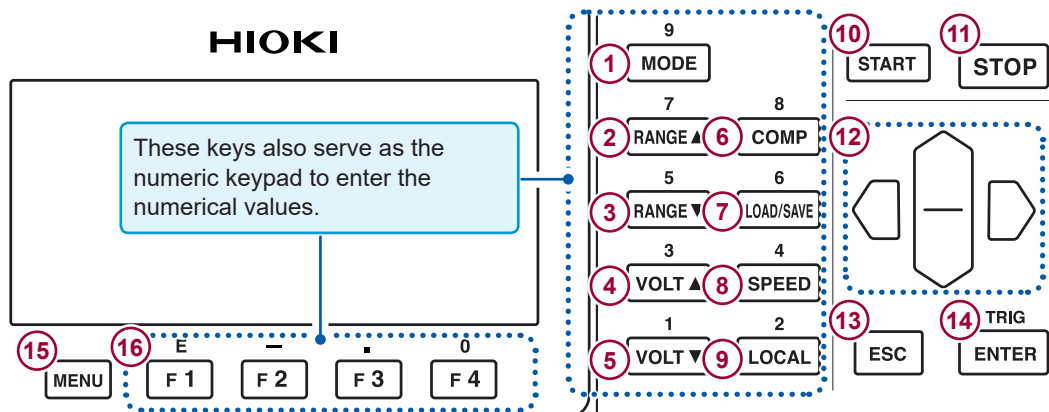 HIOKI
These keys also serve as the
numeric keypad to enter the
numerical values.
9
1 MODE
7 8
2 RANGE▲ 6 COMP
5 6
3 RANGE▼ 7 LOAD/SAVE
3 4
4 VOLT ▲ 8 SPEED
1 2
5 VOLT ▼ 9 LOCAL
10 11
START STOP
12
13 14 TRIG
ESC ENTER
15 16 E – . 0
MENU F 1 F 2 F 3 F 4